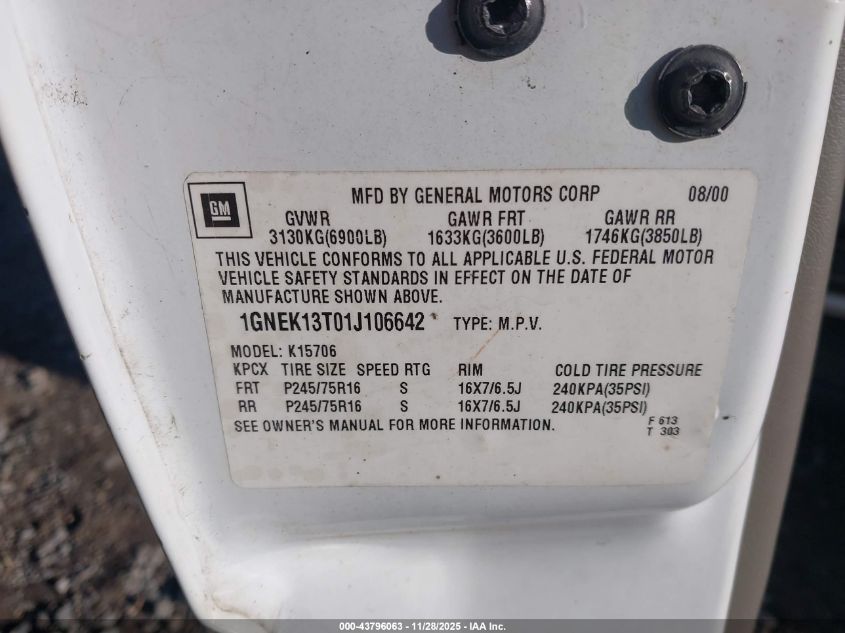 GM
MFD BY GENERAL MOTORS CORP 08/00
GVWR GAWR FRT GAWR RR
3130KG(6900LB) 1633KG(3600LB) 1746KG(3850LB)
THIS VEHICLE CONFORMS TO ALL APPLICABLE U.S. FEDERAL MOTOR
VEHICLE SAFETY STANDARDS IN EFFECT ON THE DATE OF
MANUFACTURE SHOWN ABOVE.
1GNEK13T01J106642 TYPE: M.P.V.
MODEL: K15706
KPCX TIRE SIZE SPEED RTG RIM COLD TIRE PRESSURE
FRT P245/75R16 S 16X7/6.5J 240KPA(35PSI)
RR P245/75R16 S 16X7/6.5J 240KPA(35PSI)
SEE OWNER'S MANUAL FOR MORE INFORMATION.
F 613
T 303
000-43796063 | 11/28/2025 - IAA Inc.